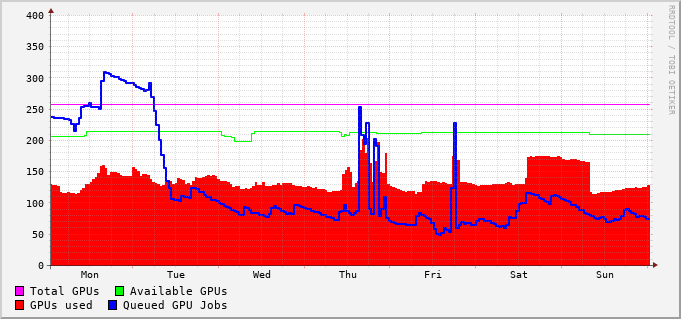 400
350
300
250
200
150
100
50
0
Mon Tue Wed Thu Fri Sat Sun
Total GPUs Available GPUs
GPUs used Queued GPU Jobs
RRDTOOL / TOBI OETIKER